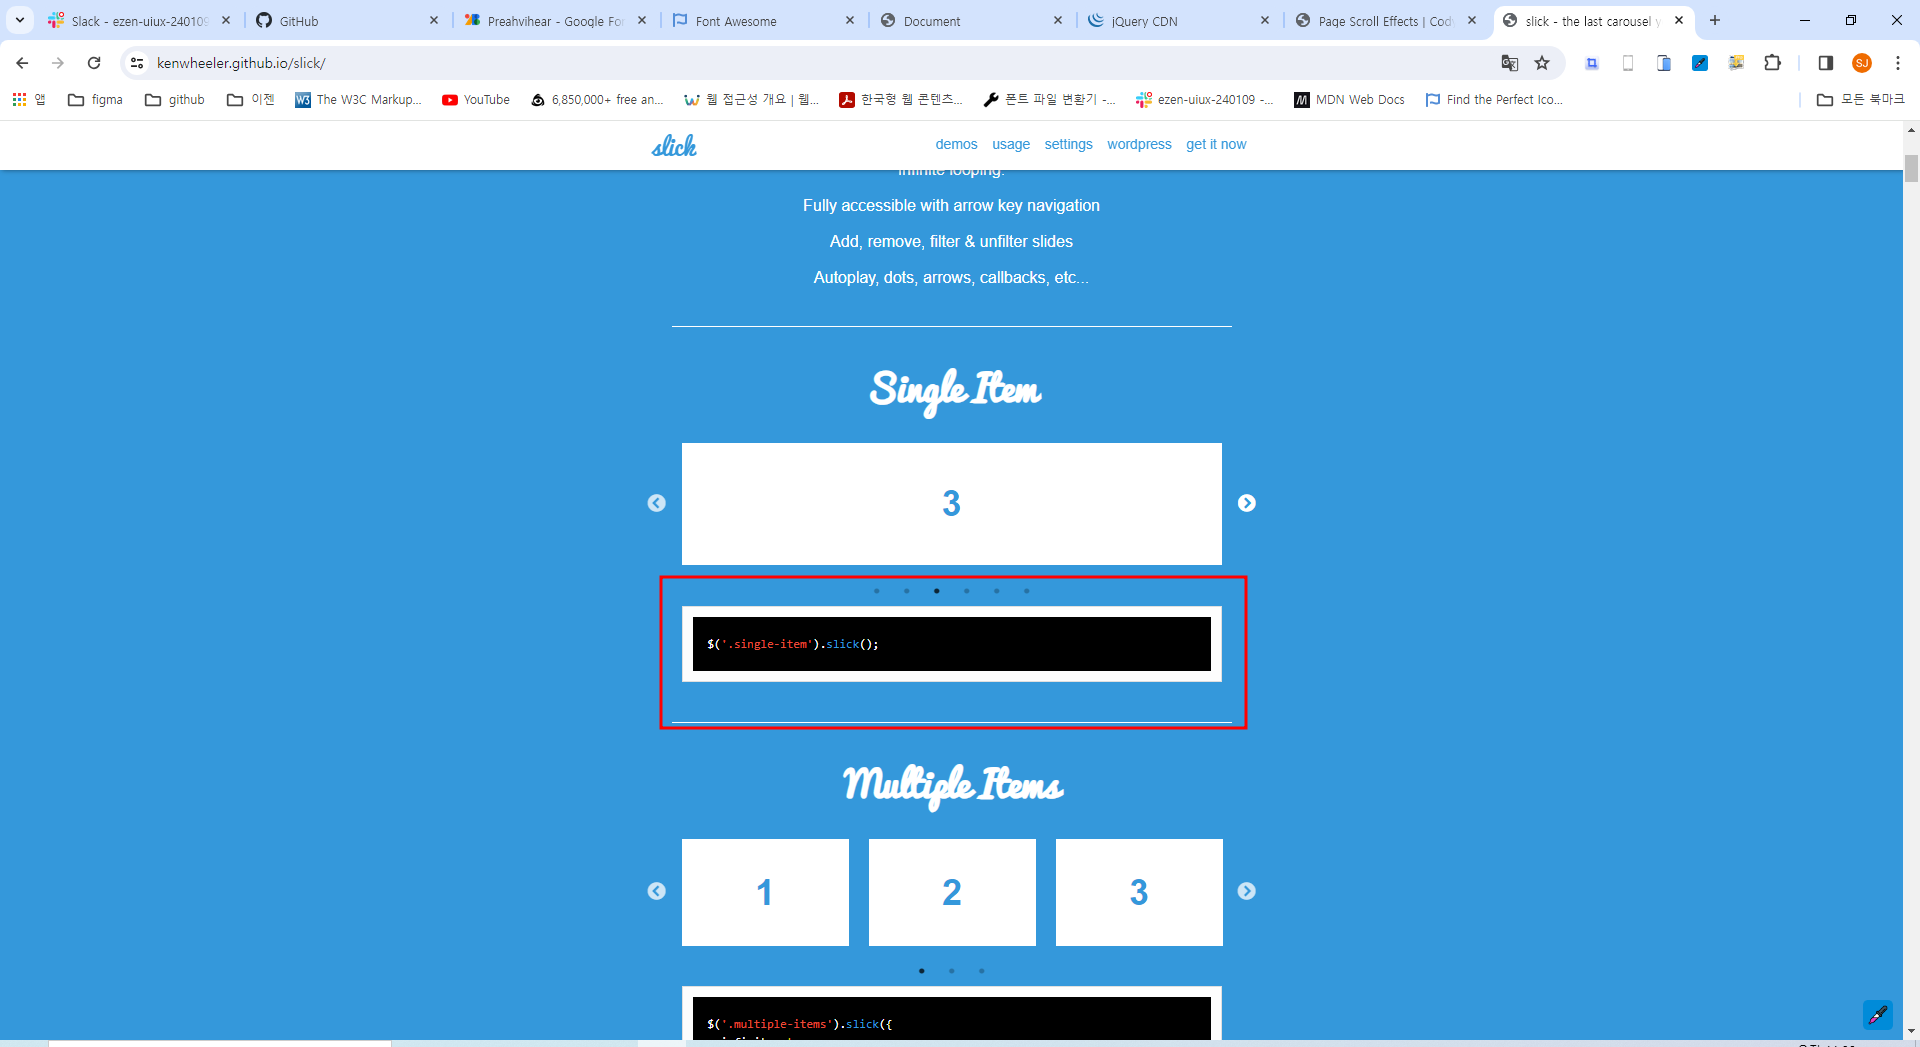 Slack - ezen-uiux-240109
GitHub
Preahvihear - Google Fo
Font Awesome
Document
jQuery CDN
Page Scroll Effects | Cod
slick - the last carousel y
kenwheeler.github.io/slick/
SJ
앱
figma
github
이젠
The W3C Markup...
YouTube
6,850,000+ free an...
웹 접근성 개요 | 웹...
한국형 웹 콘텐츠...
폰트 파일 변환기 -...
ezen-uiux-240109 -...
MDN Web Docs
Find the Perfect Ico...
모든 북마크
slick
demos usage settings wordpress get it now
Infinite looping.
Fully accessible with arrow key navigation
Add, remove, filter & unfilter slides
Autoplay, dots, arrows, callbacks, etc...
Single Item
3
$('.single-item').slick();
Multiple Items
1 2 3
$('.multiple-items').slick({